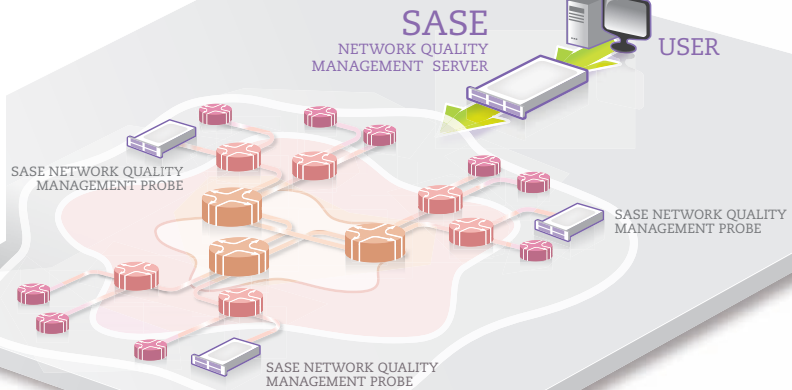 SASE
NETWORK QUALITY
MANAGEMENT SERVER
USER
SASE NETWORK QUALITY
MANAGEMENT PROBE
SASE NETWORK QUALITY
MANAGEMENT PROBE
SASE NETWORK QUALITY
MANAGEMENT PROBE